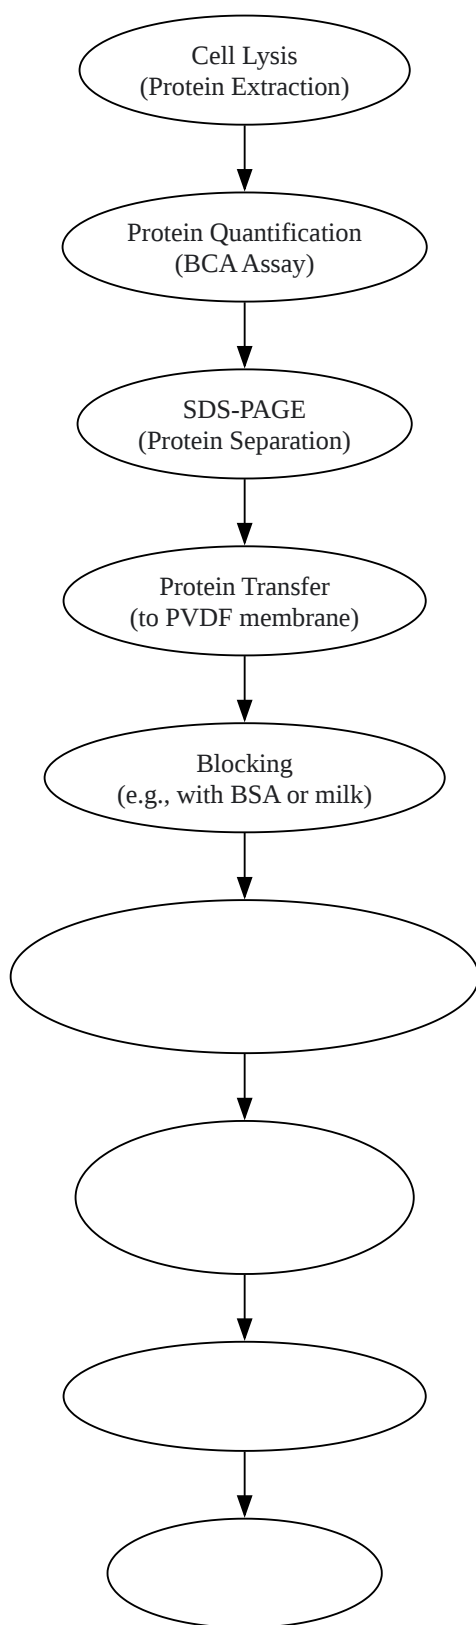 Cell Lysis
(Protein Extraction)
Protein Quantification
(BCA Assay)
SDS-PAGE
(Protein Separation)
Protein Transfer
(to PVDF membrane)
Blocking
(e.g., with BSA or milk)